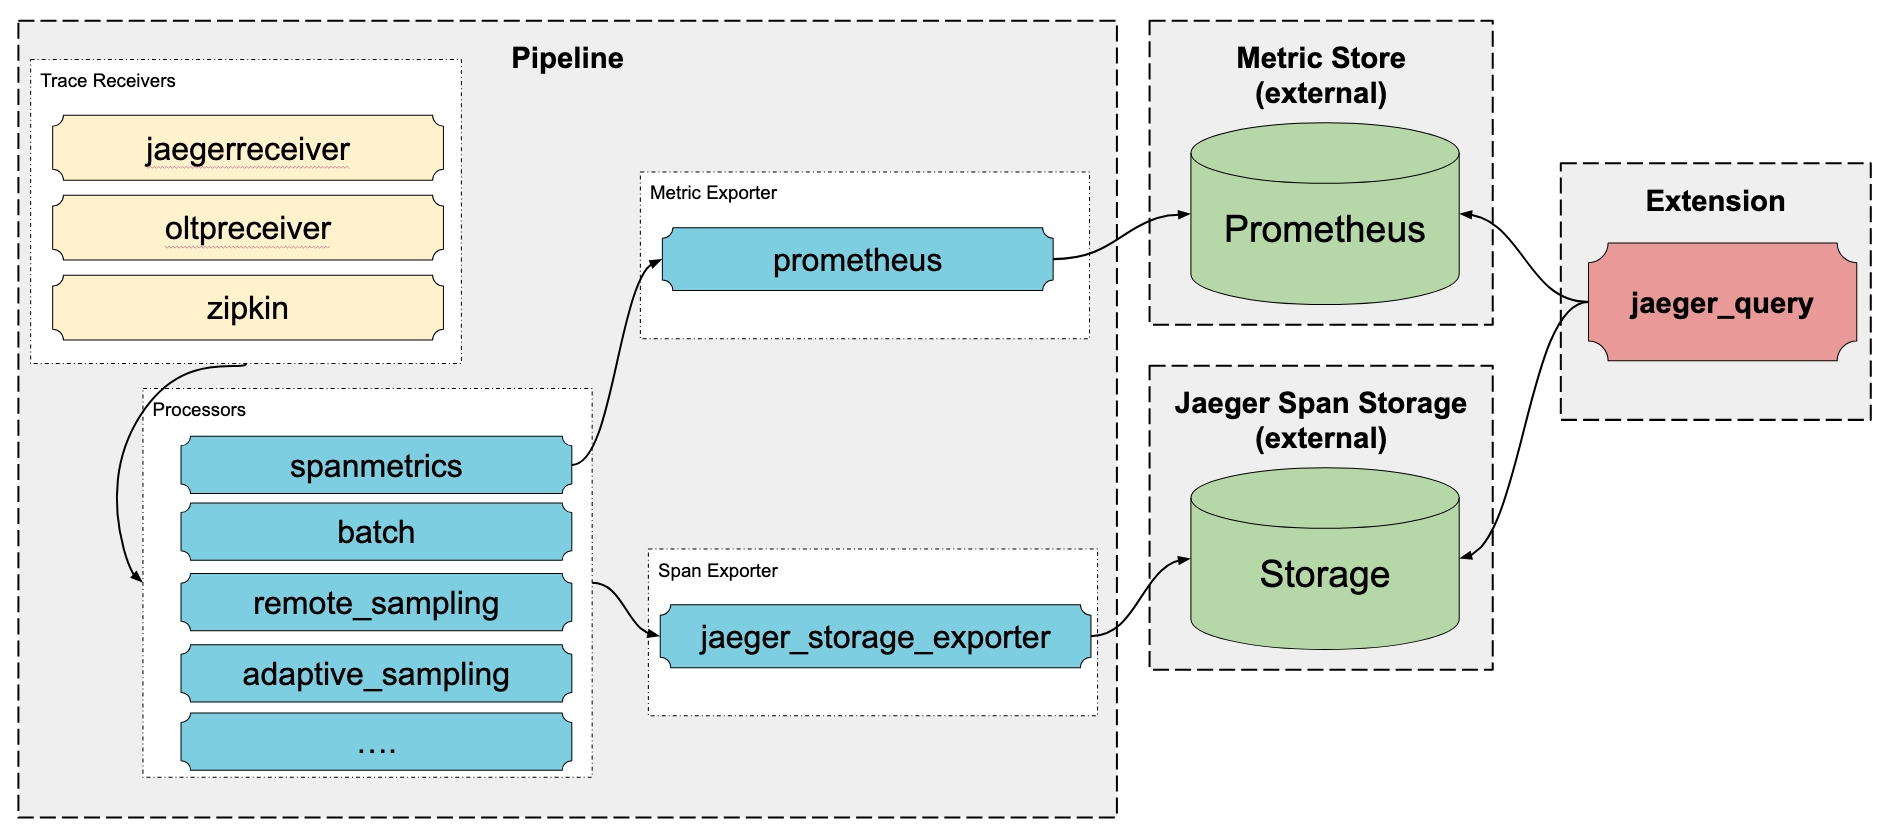 Pipeline
Trace Receivers
jaegerreceiver
oltpreceiver
zipkin
Processors
spanmetrics
batch
remote_sampling
adaptive_sampling
....
Metric Exporter
prometheus
Span Exporter
jaeger_storage_exporter
Metric Store
(external)
Prometheus
Jaeger Span Storage
(external)
Storage
Extension
jaeger_query